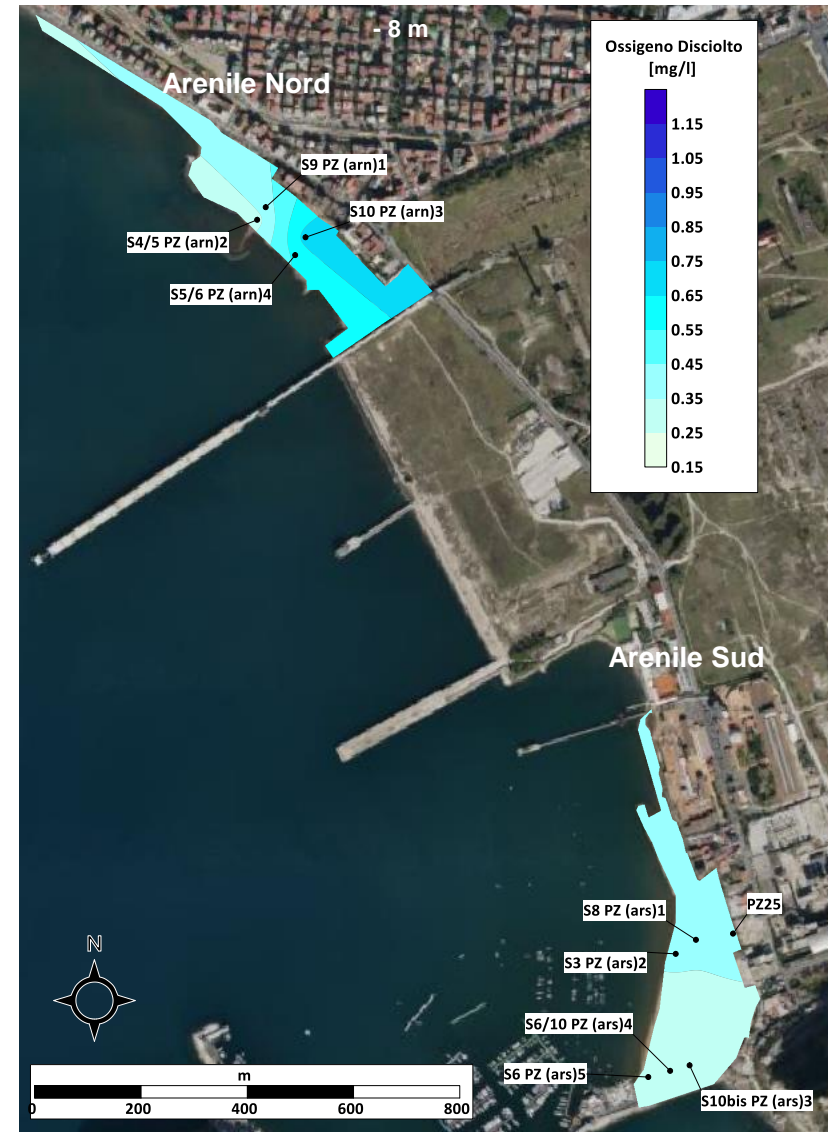 - 8 m
Arenile Nord
Ossigeno Disciolto
[mg/l]
1.15
1.05
0.95
0.85
0.75
0.65
0.55
0.45
0.35
0.25
0.15
S9 PZ (arn)1
S10 PZ (arn)3
S4/5 PZ (arn)2
S5/6 PZ (arn)4
Arenile Sud
S8 PZ (ars)1
PZ25
S3 PZ (ars)2
S6/10 PZ (ars)4
S6 PZ (ars)5
S10bis PZ (ars)3
N
m
0 200 400 600 800